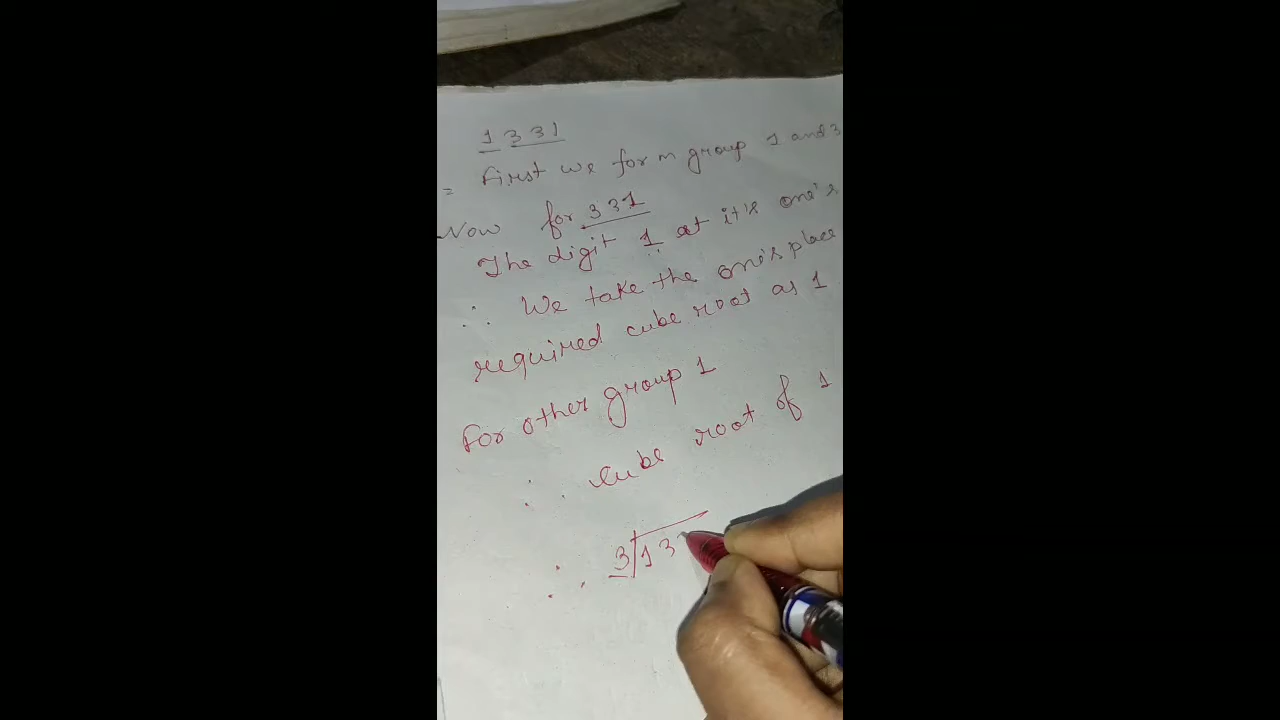 1331
= First we form group 1 and 3
Now for 331
The digit 1 at it's one's
∴ We take the one's place
required cube root as 1
For other group 1
∴ Cube root of 1
∴ 3√13